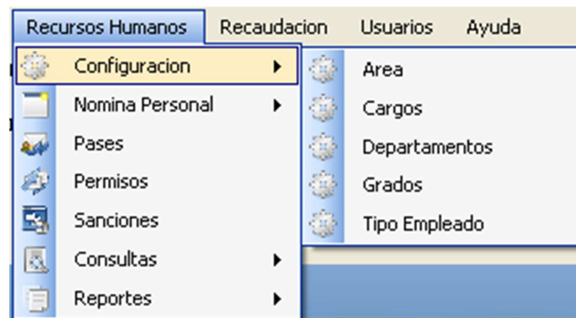 Recursos Humanos Recaudacion Usuarios Ayuda
Configuracion
Nomina Personal
Pases
Permisos
Sanciones
Consultas
Reportes
Area
Cargos
Departamentos
Grados
Tipo Empleado